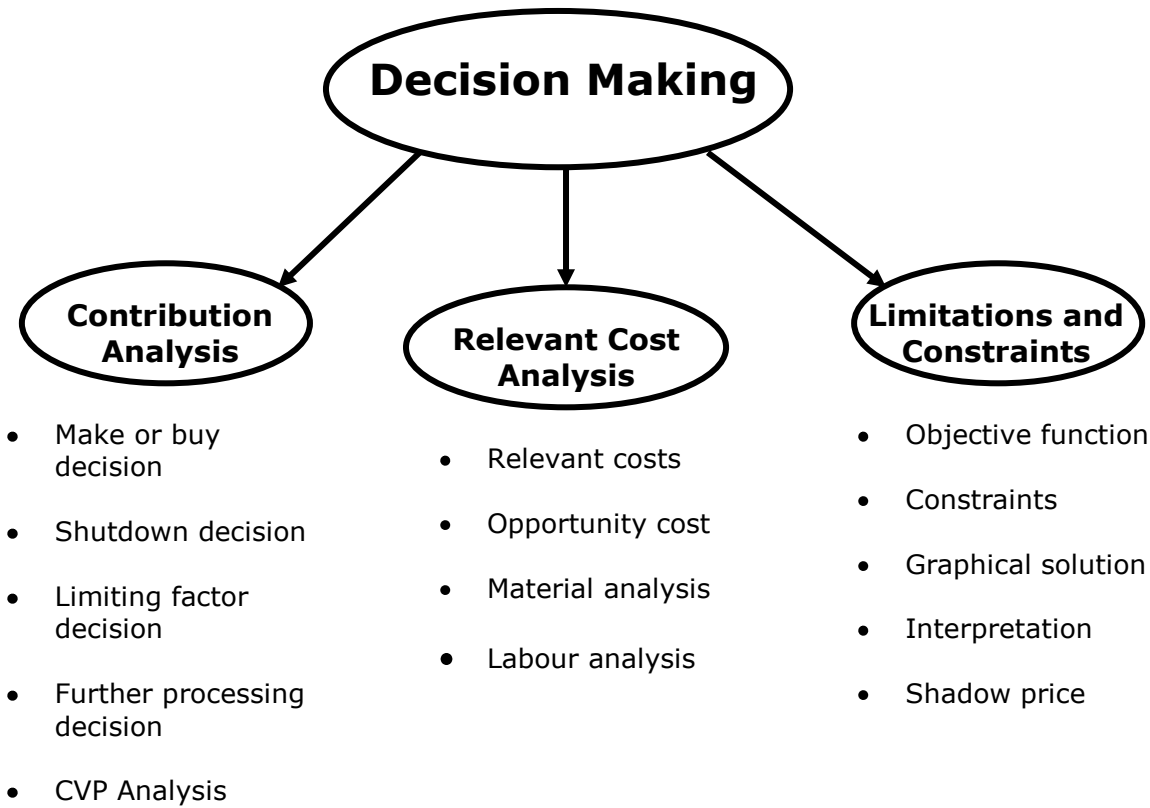 Decision Making
Contribution
Analysis
• Make or buy
decision
• Shutdown decision
• Limiting factor
decision
• Further processing
decision
• CVP Analysis
Relevant Cost
Analysis
• Relevant costs
• Opportunity cost
• Material analysis
• Labour analysis
Limitations and
Constraints
• Objective function
• Constraints
• Graphical solution
• Interpretation
• Shadow price